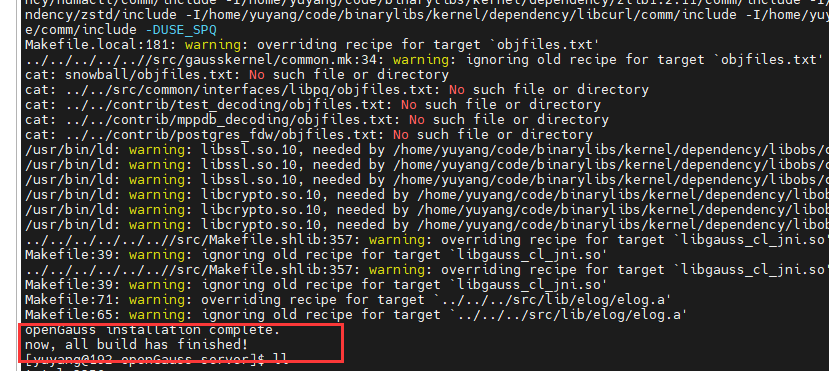 ncy/numactl/comm/include -I/home/yuyang/code/binarylibs/kernel/dependency/zlib1.2.11/comm/include -I/
ndency/zstd/include -I/home/yuyang/code/binarylibs/kernel/dependency/libcurl/comm/include -I/home/yuy
e/comm/include -DUSE_SPQ
Makefile.local:181: warning: overriding recipe for target `objfiles.txt'
../../../../..//src/gausskernel/common.mk:34: warning: ignoring old recipe for target `objfiles.txt'
cat: snowball/objfiles.txt: No such file or directory
cat: ../../src/common/interfaces/libpq/objfiles.txt: No such file or directory
cat: ../../contrib/test_decoding/objfiles.txt: No such file or directory
cat: ../../contrib/mppdb_decoding/objfiles.txt: No such file or directory
cat: ../../contrib/postgres_fdw/objfiles.txt: No such file or directory
/usr/bin/ld: warning: libssl.so.10, needed by /home/yuyang/code/binarylibs/kernel/dependency/libobs/c
/usr/bin/ld: warning: libssl.so.10, needed by /home/yuyang/code/binarylibs/kernel/dependency/libobs/c
/usr/bin/ld: warning: libssl.so.10, needed by /home/yuyang/code/binarylibs/kernel/dependency/libobs/c
/usr/bin/ld: warning: libcrypto.so.10, needed by /home/yuyang/code/binarylibs/kernel/dependency/libob
/usr/bin/ld: warning: libcrypto.so.10, needed by /home/yuyang/code/binarylibs/kernel/dependency/libob
/usr/bin/ld: warning: libcrypto.so.10, needed by /home/yuyang/code/binarylibs/kernel/dependency/libob
../../../../../..//src/Makefile.shlib:357: warning: overriding recipe for target `libgauss_cl_jni.so'
Makefile:39: warning: ignoring old recipe for target `libgauss_cl_jni.so'
../../../../../..//src/Makefile.shlib:357: warning: overriding recipe for target `libgauss_cl_jni.so'
Makefile:39: warning: ignoring old recipe for target `libgauss_cl_jni.so'
Makefile:71: warning: overriding recipe for target `../../../src/lib/elog/elog.a'
Makefile:65: warning: ignoring old recipe for target `../../../src/lib/elog/elog.a'
openGauss installation complete.
now, all build has finished!
[yuyang@192 openGauss-server]$ ll